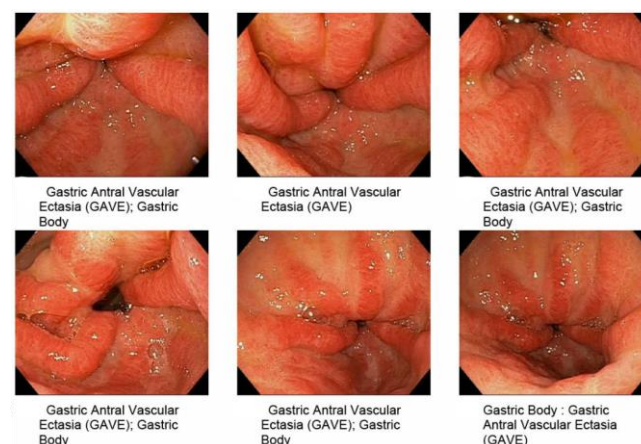 Gastric Antral Vascular
Ectasia (GAVE); Gastric
Body
Gastric Antral Vascular
Ectasia (GAVE)
Gastric Antral Vascular
Ectasia (GAVE); Gastric
Body
Gastric Antral Vascular
Ectasia (GAVE); Gastric
Body
Gastric Antral Vascular
Ectasia (GAVE); Gastric
Body
Gastric Body : Gastric
Antral Vascular Ectasia
(GAVE)